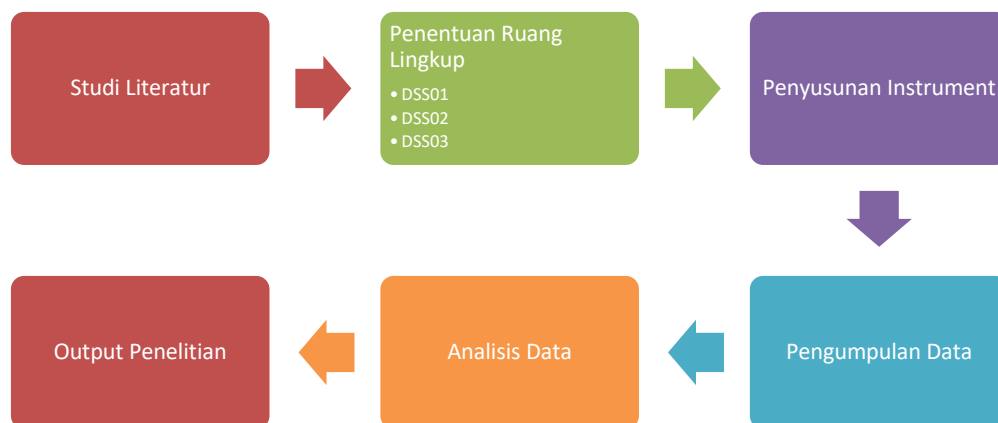 Studi Literatur
Penentuan Ruang
Lingkup
• DSS01
• DSS02
• DSS03
Penyusunan Instrument
Pengumpulan Data
Analisis Data
Output Penelitian